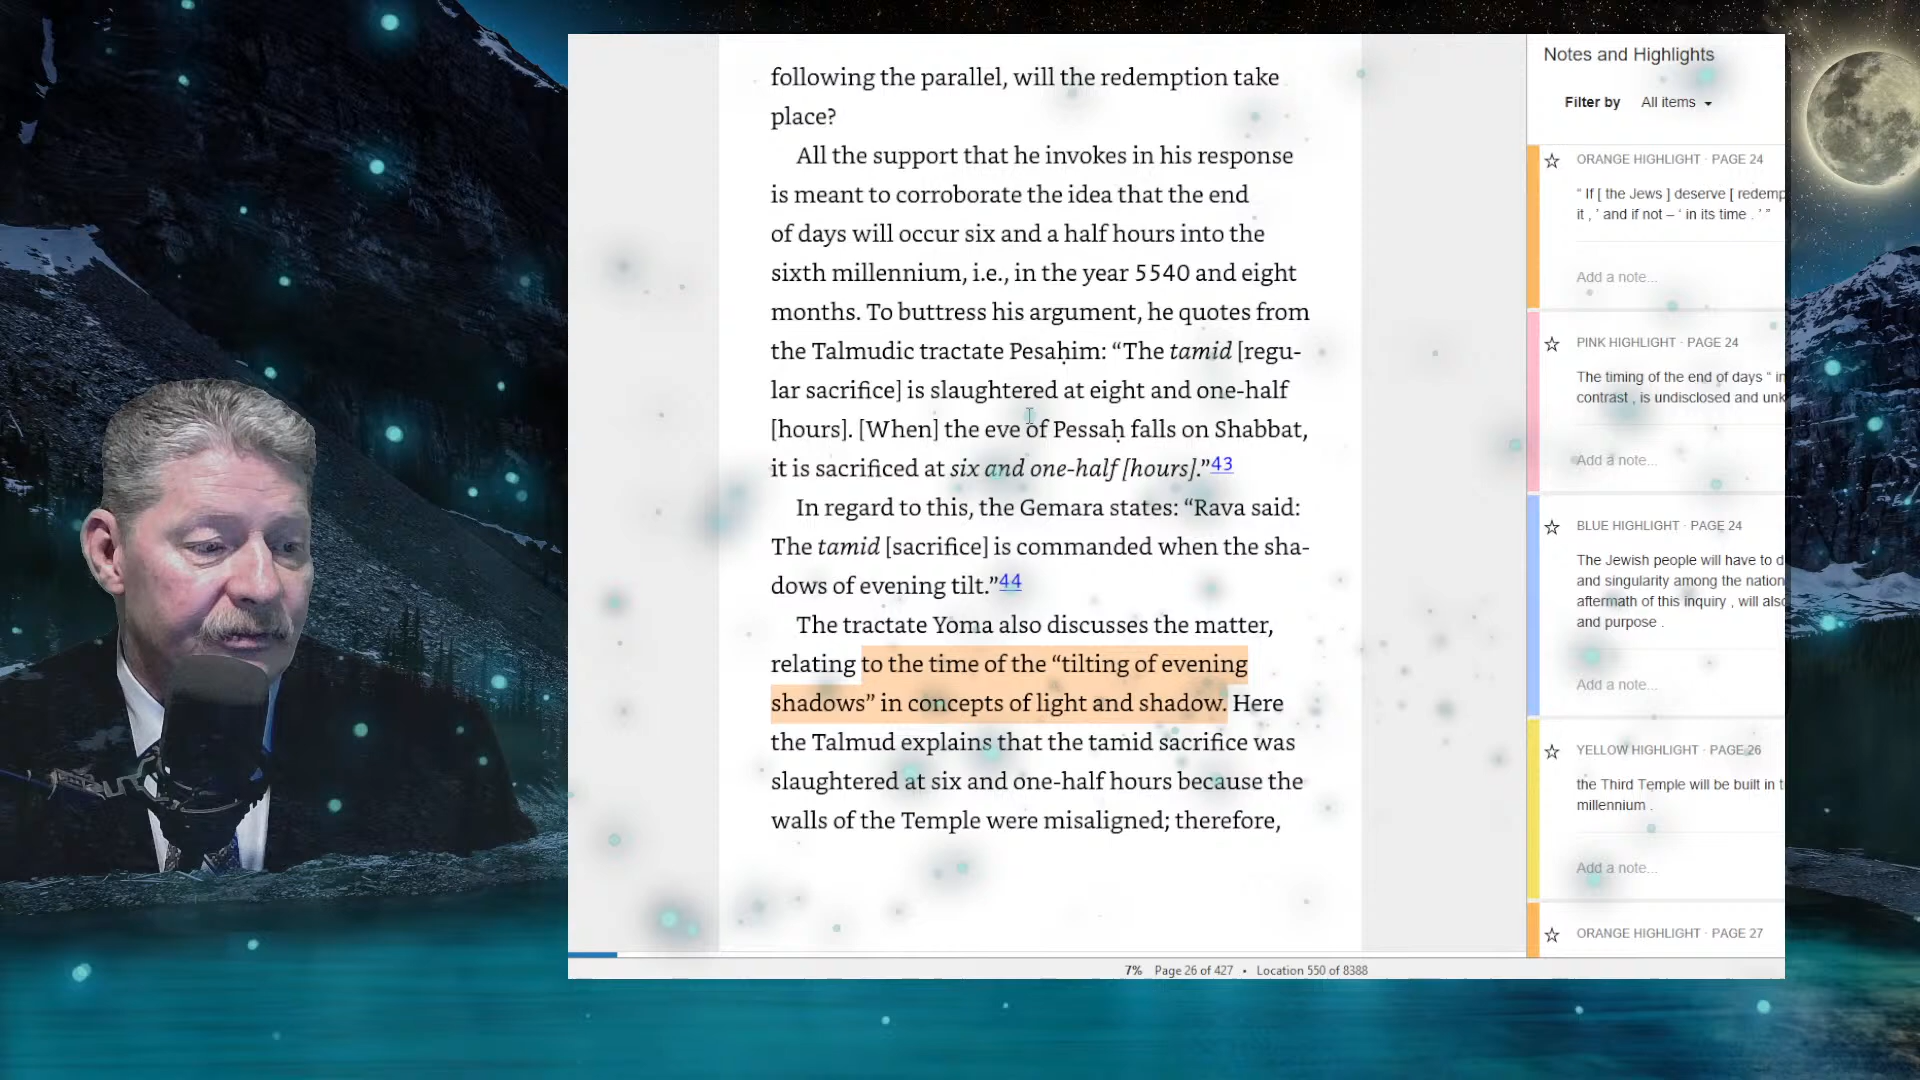 following the parallel, will the redemption take
place?
All the support that he invokes in his response
is meant to corroborate the idea that the end
of days will occur six and a half hours into the
sixth millennium, i.e., in the year 5540 and eight
months. To buttress his argument, he quotes from
the Talmudic tractate Pesaḥim: “The tamid [regu-
lar sacrifice] is slaughtered at eight and one-half
[hours]. [When] the eve of Pessaḥ falls on Shabbat,
it is sacrificed at six and one-half [hours].”43
In regard to this, the Gemara states: “Rava said:
The tamid [sacrifice] is commanded when the sha-
dows of evening tilt.”44
The tractate Yoma also discusses the matter,
relating to the time of the “tilting of evening
shadows” in concepts of light and shadow. Here
the Talmud explains that the tamid sacrifice was
slaughtered at six and one-half hours because the
walls of the Temple were misaligned; therefore,
7% Page 26 of 427 • Location 550 of 8388
Notes and Highlights
Filter by All items
ORANGE HIGHLIGHT · PAGE 24
“ If [ the Jews ] deserve [ redemp
it , ’ and if not – ‘ in its time . ’ ”
Add a note...
PINK HIGHLIGHT · PAGE 24
The timing of the end of days “ in
contrast , is undisclosed and unk
Add a note...
BLUE HIGHLIGHT · PAGE 24
The Jewish people will have to d
and singularity among the nation
aftermath of this inquiry , will also
and purpose .
Add a note...
YELLOW HIGHLIGHT · PAGE 26
the Third Temple will be built in t
millennium .
Add a note...
ORANGE HIGHLIGHT · PAGE 27